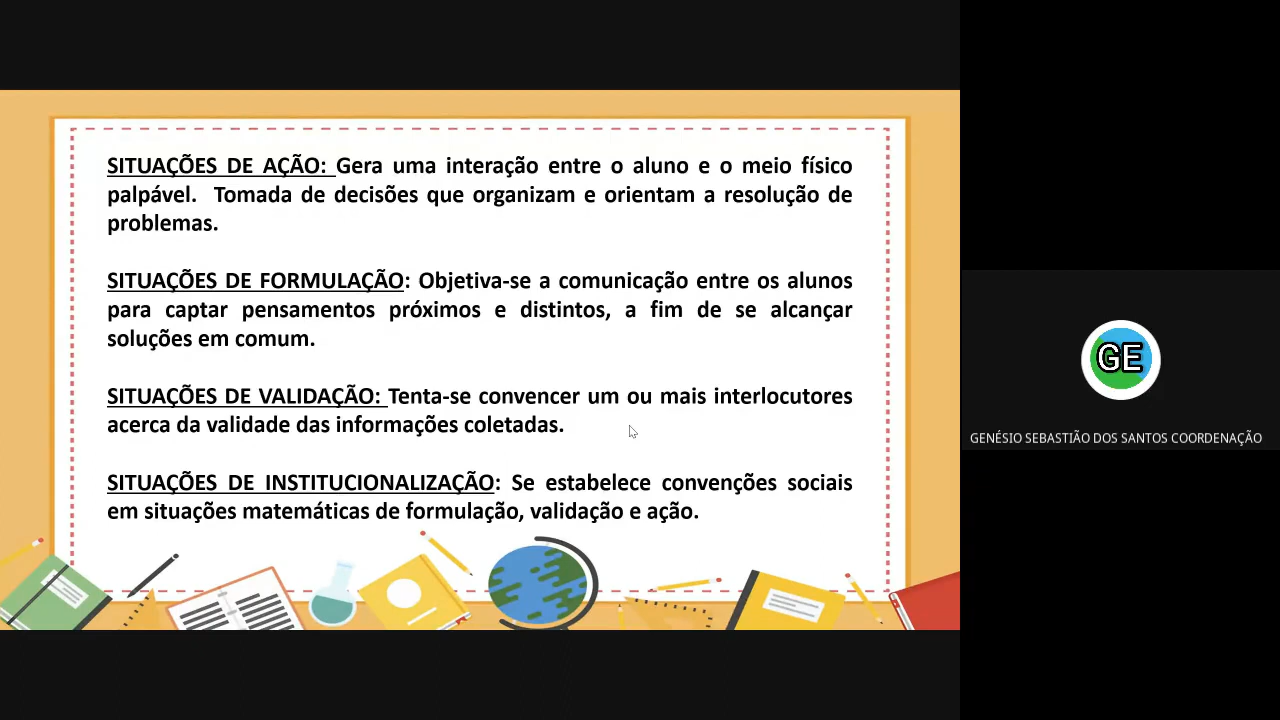 SITUAÇÕES DE AÇÃO: Gera uma interação entre o aluno e o meio físico
palpável. Tomada de decisões que organizam e orientam a resolução de
problemas.
SITUAÇÕES DE FORMULAÇÃO: Objetiva-se a comunicação entre os alunos
para captar pensamentos próximos e distintos, a fim de se alcançar
soluções em comum.
SITUAÇÕES DE VALIDAÇÃO: Tenta-se convencer um ou mais interlocutores
acerca da validade das informações coletadas.
SITUAÇÕES DE INSTITUCIONALIZAÇÃO: Se estabelece convenções sociais
em situações matemáticas de formulação, validação e ação.
GE
GENÉSIO SEBASTIÃO DOS SANTOS COORDENAÇÃO